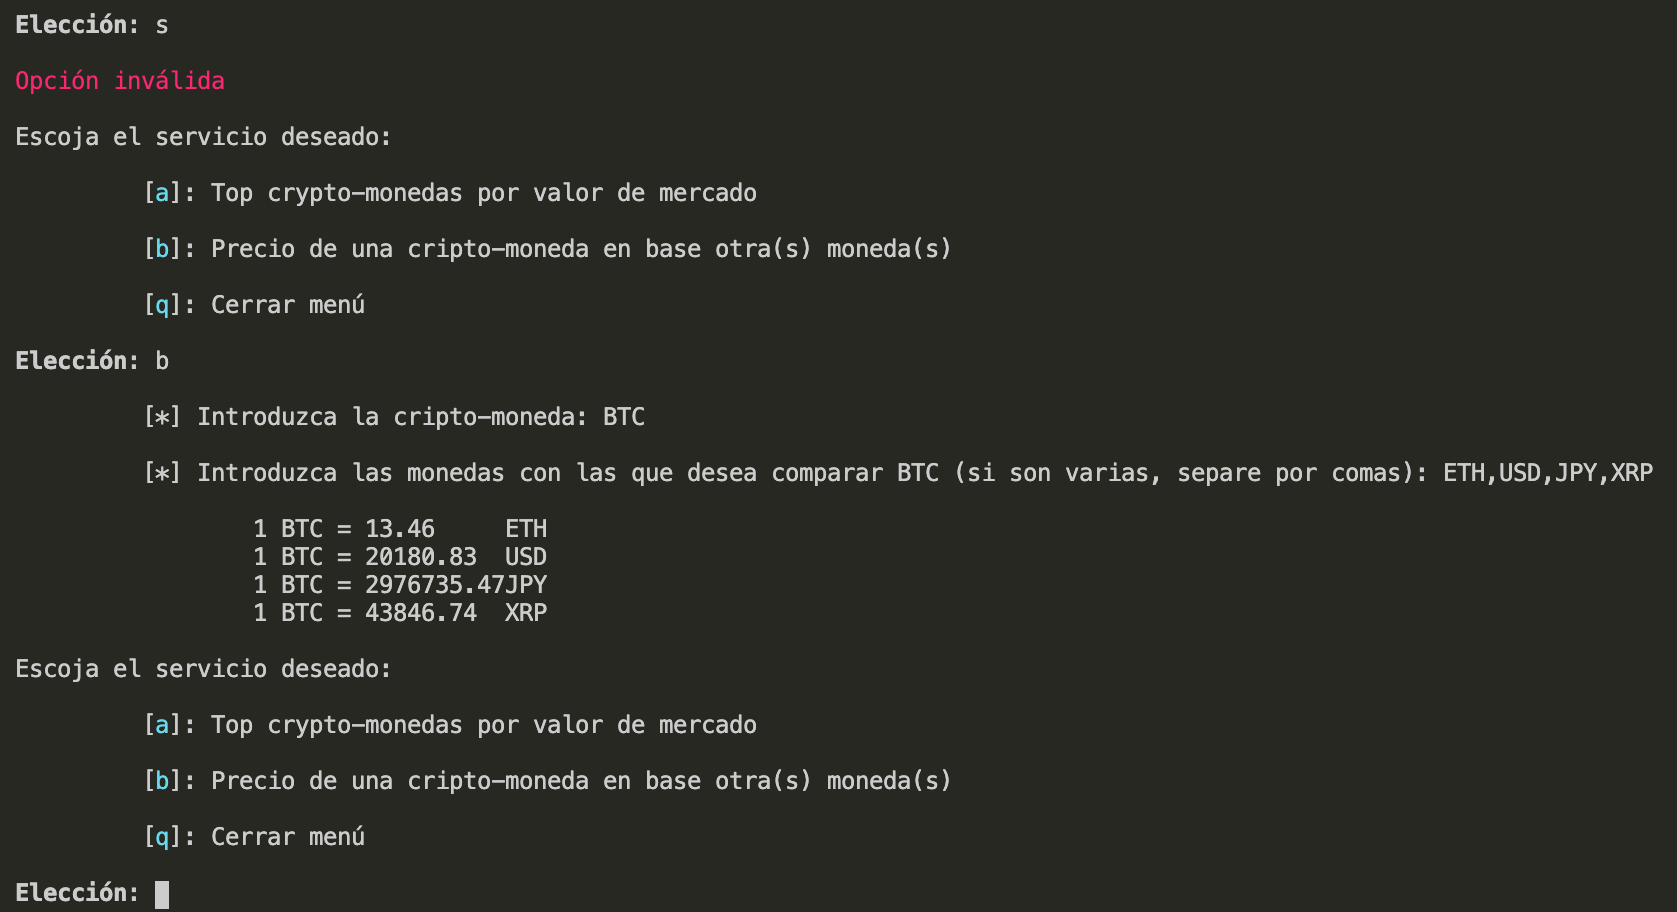 Elección: s
Opción inválida
Escoja el servicio deseado:
[a]: Top crypto-monedas por valor de mercado
[b]: Precio de una cripto-moneda en base otra(s) moneda(s)
[q]: Cerrar menú
Elección: b
[*] Introduzca la cripto-moneda: BTC
[*] Introduzca las monedas con las que desea comparar BTC (si son varias, separe por comas): ETH,USD,JPY,XRP
1 BTC = 13.46     ETH
1 BTC = 20180.83  USD
1 BTC = 2976735.47JPY
1 BTC = 43846.74  XRP
Escoja el servicio deseado:
[a]: Top crypto-monedas por valor de mercado
[b]: Precio de una cripto-moneda en base otra(s) moneda(s)
[q]: Cerrar menú
Elección: